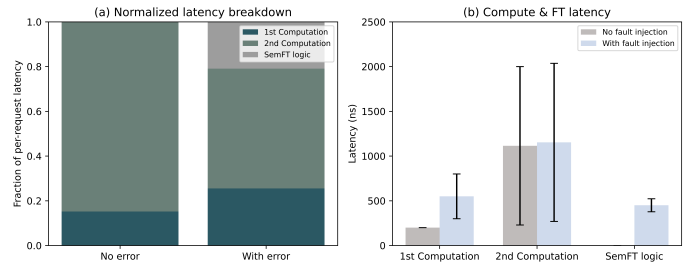 (a) Normalized latency breakdown
Fraction of per-request latency
1.0
0.8
0.6
0.4
0.2
0.0
1st Computation
2nd Computation
SemFT logic
No error
With error
(b) Compute & FT latency
Latency (ns)
2500
2000
1500
1000
500
0
No fault injection
With fault injection
1st Computation
2nd Computation
SemFT logic